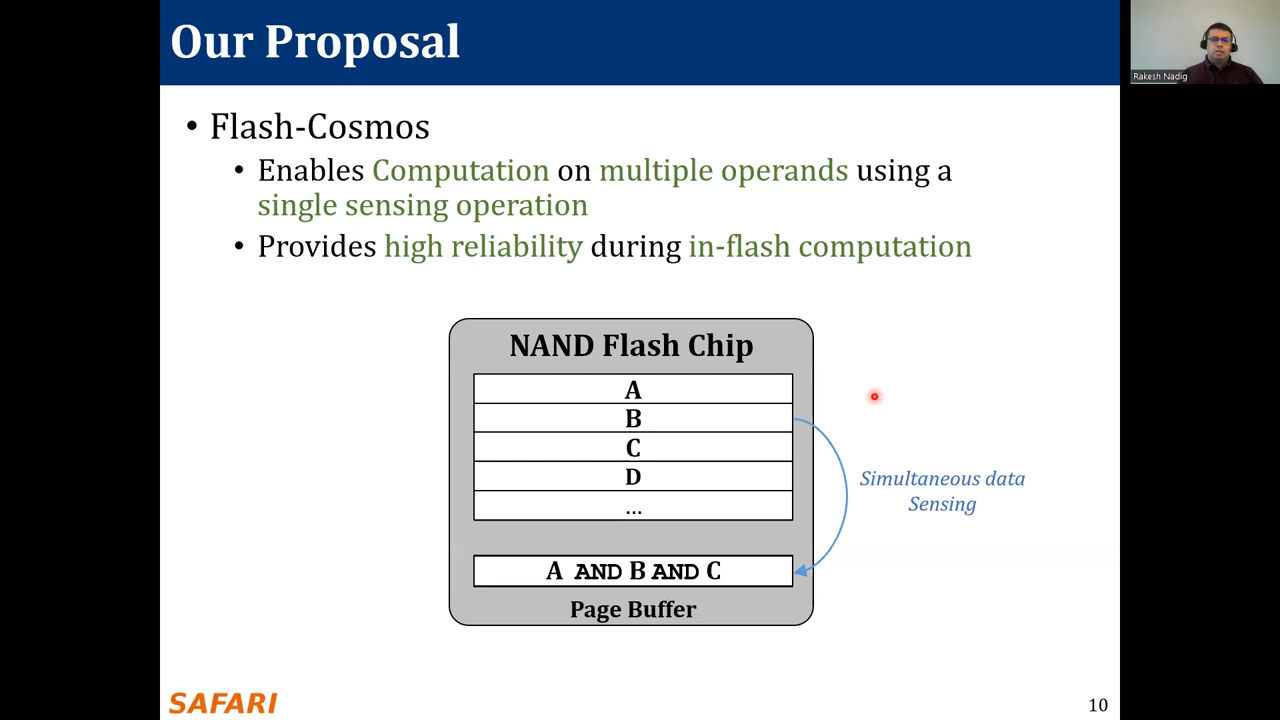 Our Proposal
Rakesh Nadig
• Flash-Cosmos
• Enables Computation on multiple operands using a
single sensing operation
• Provides high reliability during in-flash computation
NAND Flash Chip
A
B
C
D
...
Simultaneous data
Sensing
A AND B AND C
Page Buffer
SAFARI
10